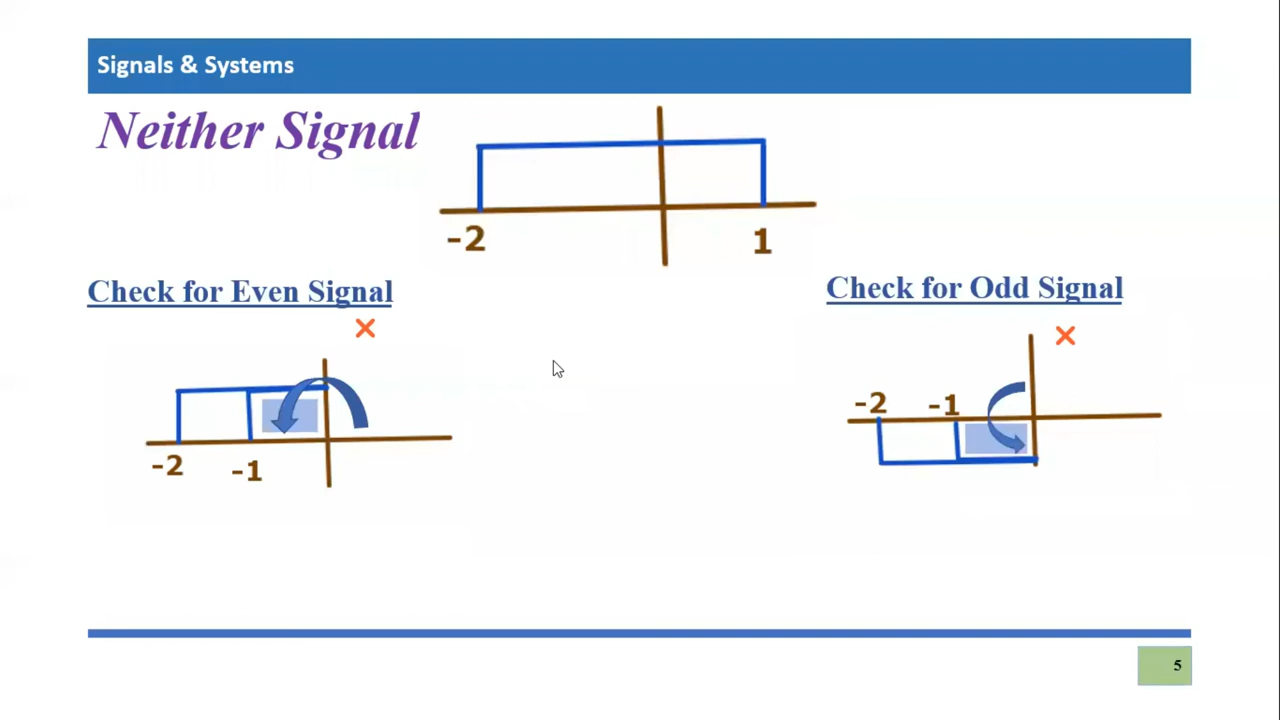 Signals & Systems
Neither Signal
-2
1
Check for Even Signal
×
-2
-1
Check for Odd Signal
×
-2
-1
5